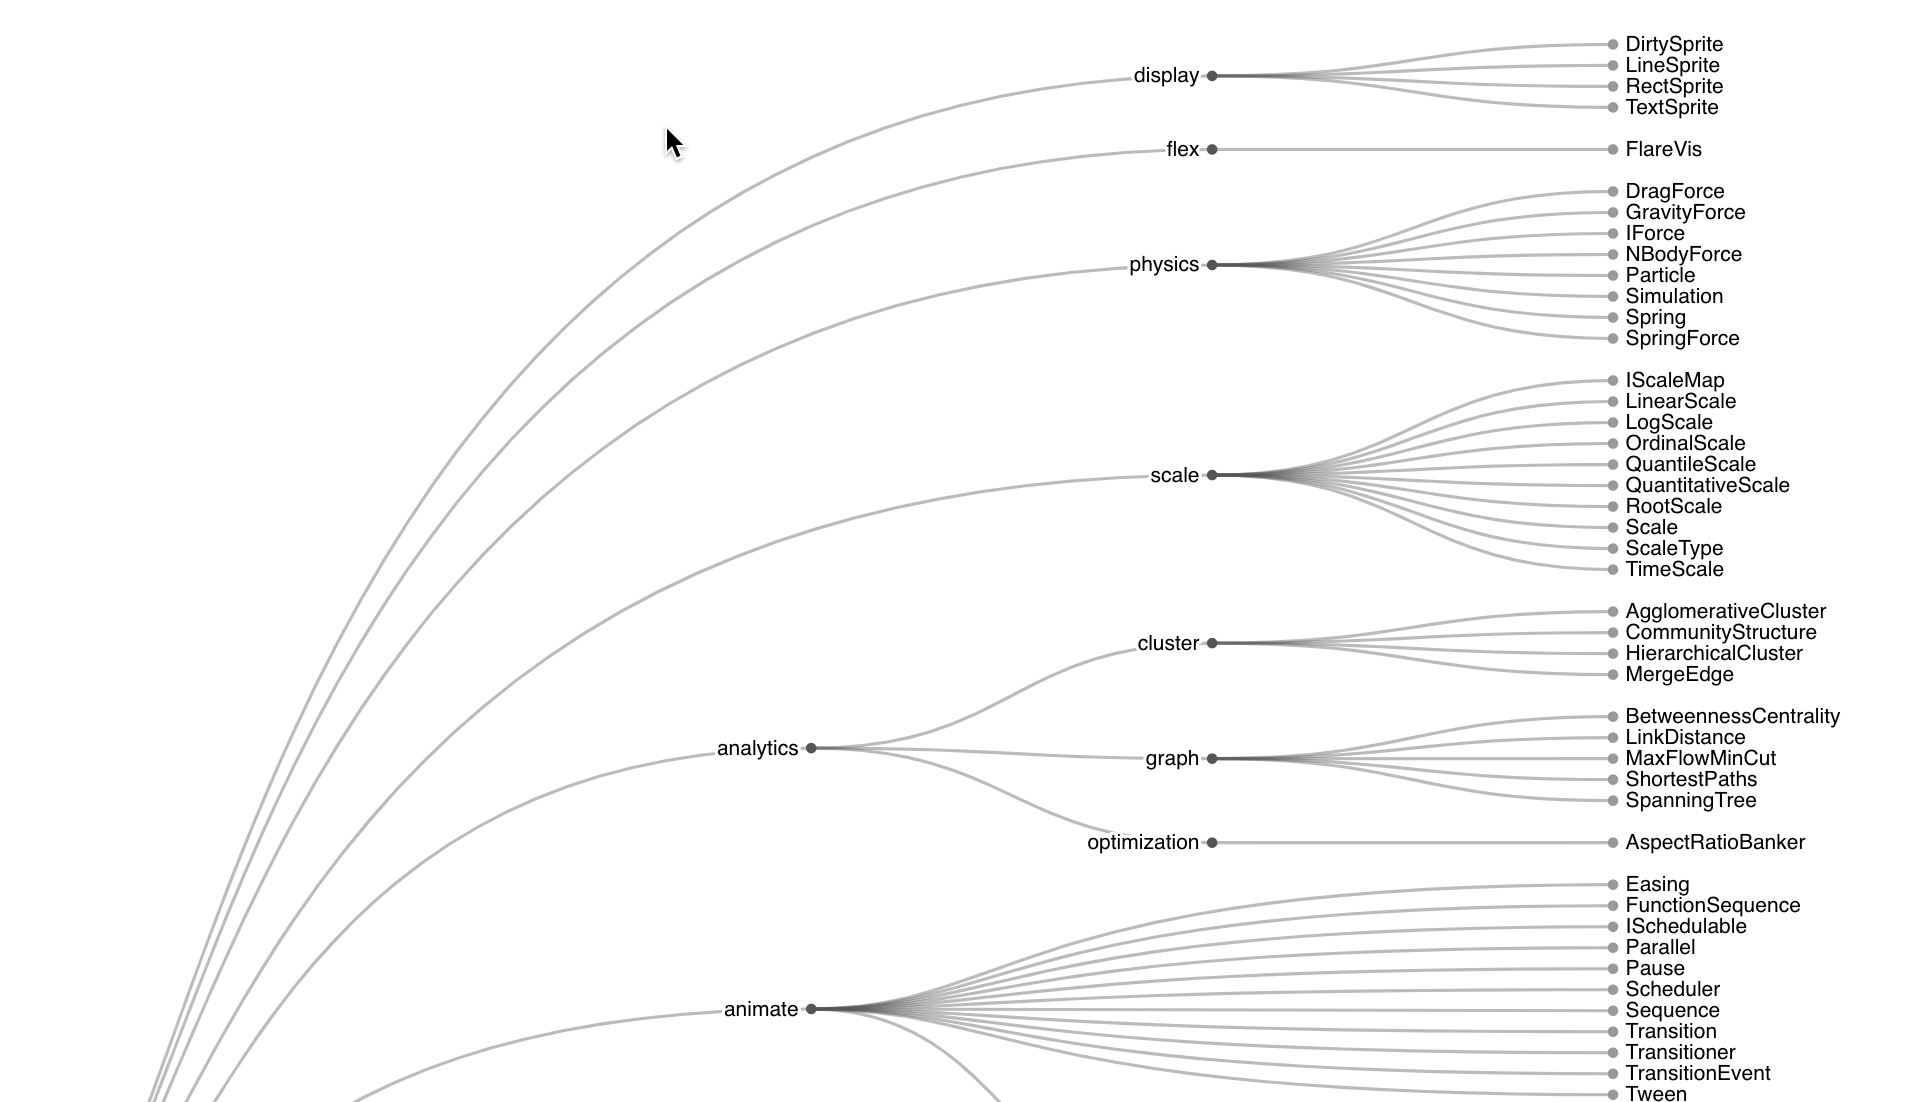 display
DirtySprite
LineSprite
RectSprite
TextSprite
flex
FlareVis
physics
DragForce
GravityForce
IForce
NBodyForce
Particle
Simulation
Spring
SpringForce
scale
IScaleMap
LinearScale
LogScale
OrdinalScale
QuantileScale
QuantitativeScale
RootScale
Scale
ScaleType
TimeScale
analytics
cluster
AgglomerativeCluster
CommunityStructure
HierarchicalCluster
MergeEdge
graph
BetweennessCentrality
LinkDistance
MaxFlowMinCut
ShortestPaths
SpanningTree
optimization
AspectRatioBanker
animate
Easing
FunctionSequence
ISchedulable
Parallel
Pause
Scheduler
Sequence
Transition
Transitioner
TransitionEvent
Tween